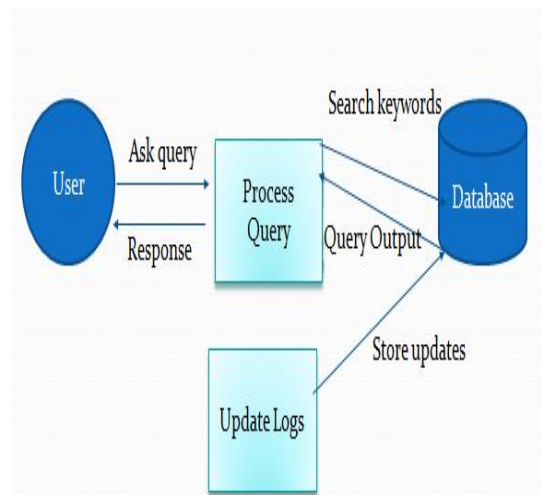 Search keywords
Ask query
User
Process
Query
Database
Response
Query Output
Store updates
Update Logs